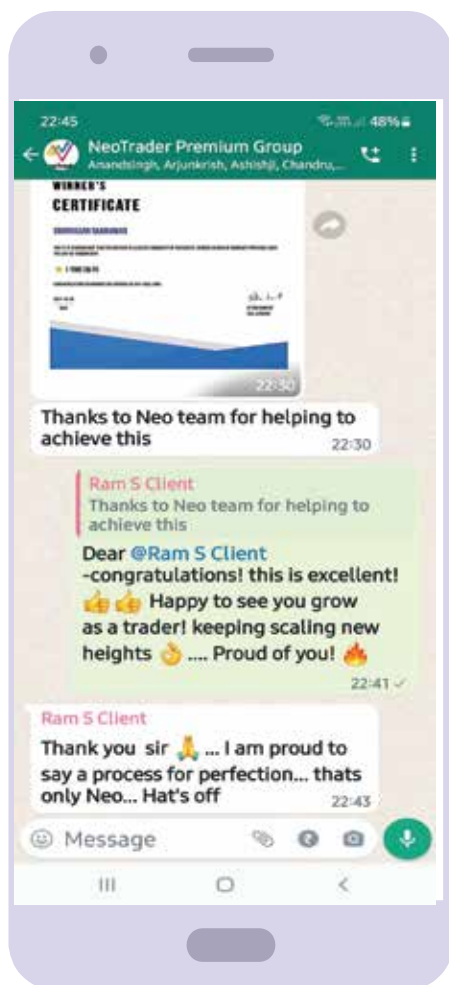 22:45
48%
NeoTrader Premium Group
Anandsingh, Arjunkrish, Ashishji, Chandru,...
WINNER'S
CERTIFICATE
22:30
Thanks to Neo team for helping to
achieve this
22:30
Ram S Client
Thanks to Neo team for helping to
achieve this
Dear @Ram S Client
-congratulations! this is excellent!
👍👍 Happy to see you grow
as a trader! keeping scaling new
heights 👌.... Proud of you! 🔥
22:41
Ram S Client
Thank you sir 🙏... I am proud to
say a process for perfection... thats
only Neo... Hat's off
22:43
Message